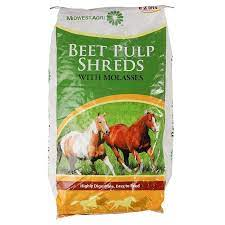 MIDWEST AGRI
BEET PULP
SHREDS
WITH MOLASSES
Highly Digestible, Easy to Feed